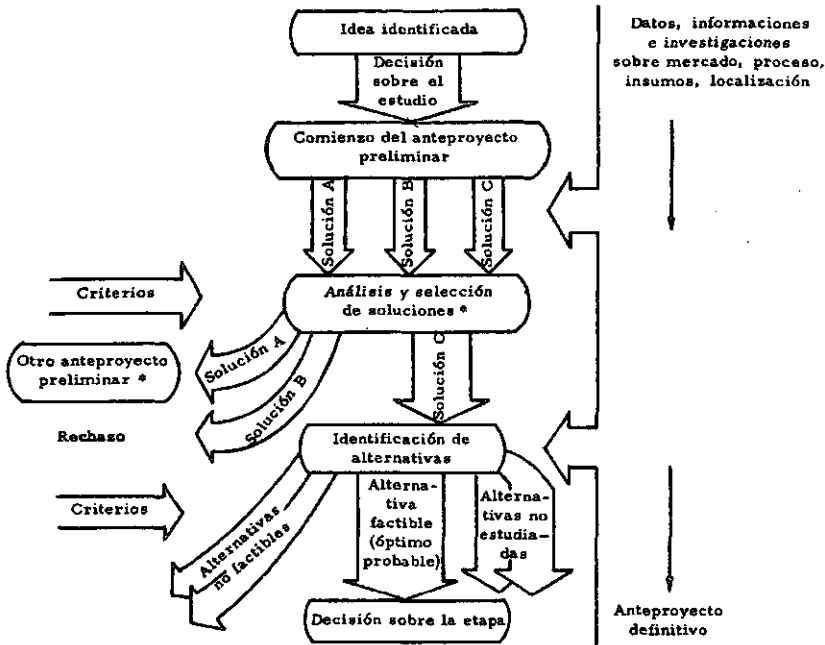 Idea identificada
Decisión
sobre el
estudio
Datos, informaciones
e investigaciones
sobre mercado, proceso,
insumos, localización
Comienzo del anteproyecto
preliminar
Solución A
Solución B
Solución C
Criterios
Análisis y selección
de soluciones *
Otro anteproyecto
preliminar *
Solución A
Solución B
Solución C
Rechazo
Identificación de
alternativas
Criterios
Alternativas
no factibles
Alterna-
tiva
factible
(óptimo
probable)
Alterna-
tivas no
estudia-
das
Decisión sobre la etapa
Anteproyecto
definitivo